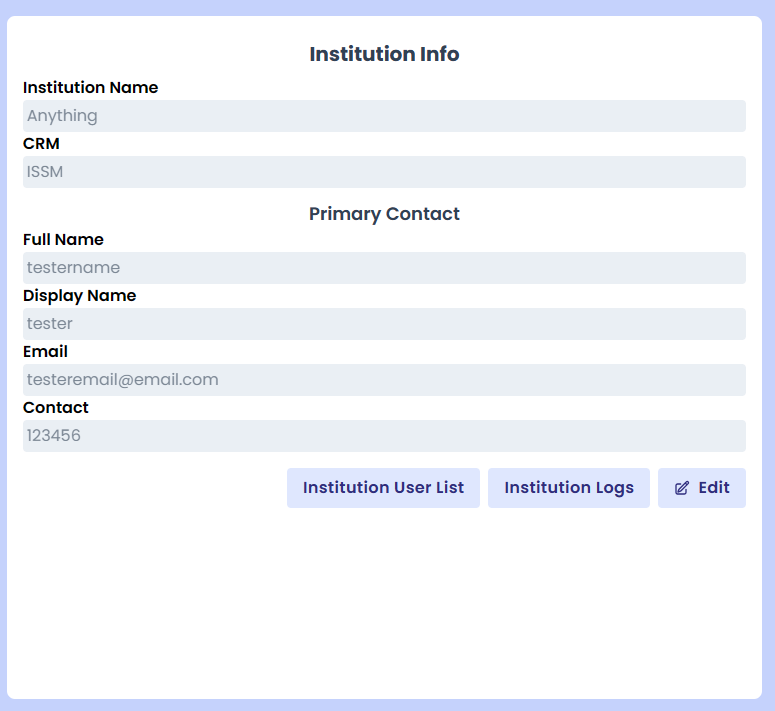 Institution Info
Institution Name
Anything
CRM
ISSM
Primary Contact
Full Name
testername
Display Name
tester
Email
testeremail@email.com
Contact
123456
Institution User List Institution Logs Edit